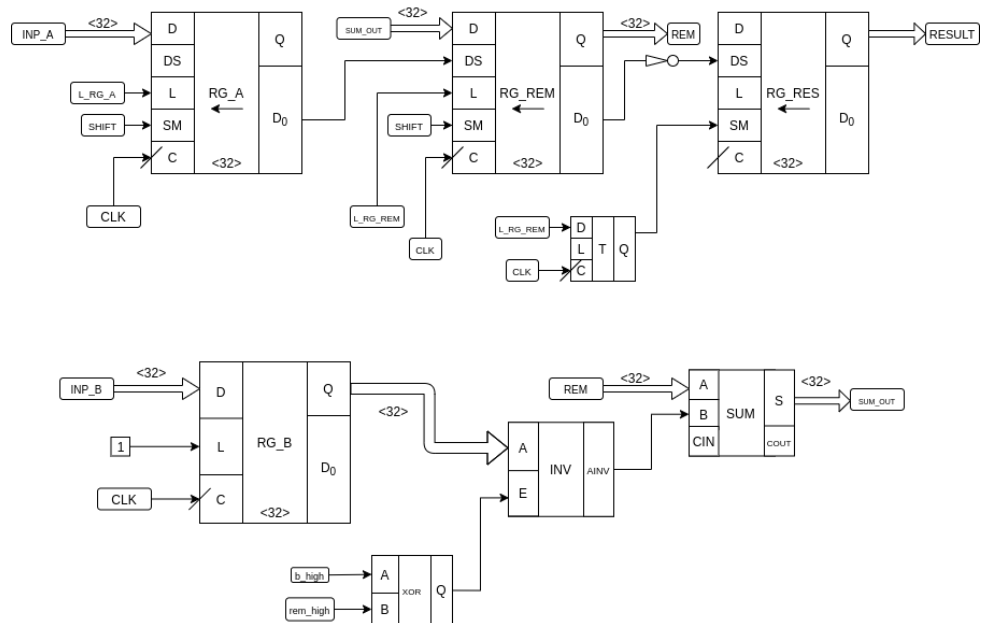 INP_A
<32>
D
DS
L
SM
C
RG_A
<32>
Q
D0
L_RG_A
SHIFT
CLK
SUM_OUT
<32>
D
DS
L
SM
C
RG_REM
<32>
Q
D0
<32>
REM
SHIFT
L_RG_REM
CLK
D
DS
L
SM
C
RG_RES
<32>
Q
D0
RESULT
L_RG_REM
CLK
D
L
C
T
Q
INP_B
<32>
D
L
C
RG_B
<32>
Q
D0
1
CLK
<32>
A
E
INV
AINV
b_high
rem_high
A
B
XOR
Q
REM
<32>
A
B
CIN
SUM
S
COUT
<32>
SUM_OUT